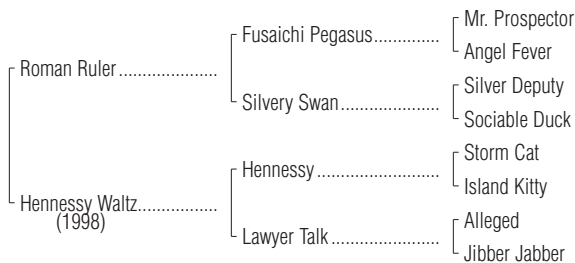 Mr. Prospector
Fusaichi Pegasus..............
Angel Fever
Roman Ruler.....................
Silver Deputy
Silvery Swan.....................
Sociable Duck
Storm Cat
Hennessy..........................
Island Kitty
Hennessy Waltz.................
(1998)
Alleged
Lawyer Talk.......................
Jibber Jabber